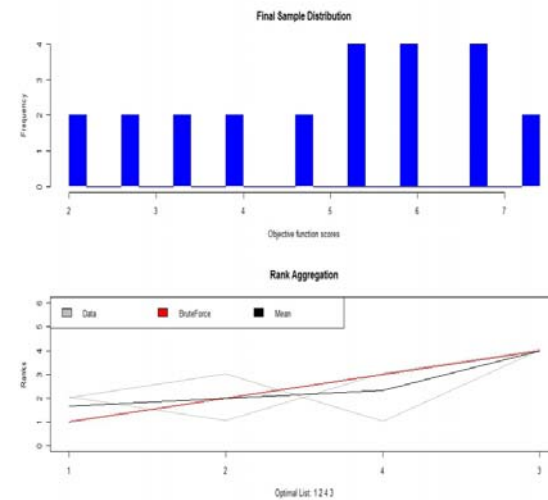 Final Sample Distribution
4
3
2
1
0
Frequency
2 3 4 5 6 7
Objective function scores
Rank Aggregation
6
5
4
3
2
1
0
Ranks
Data BruteForce Mean
1 2 4 3
Optimal List: 1 2 4 3